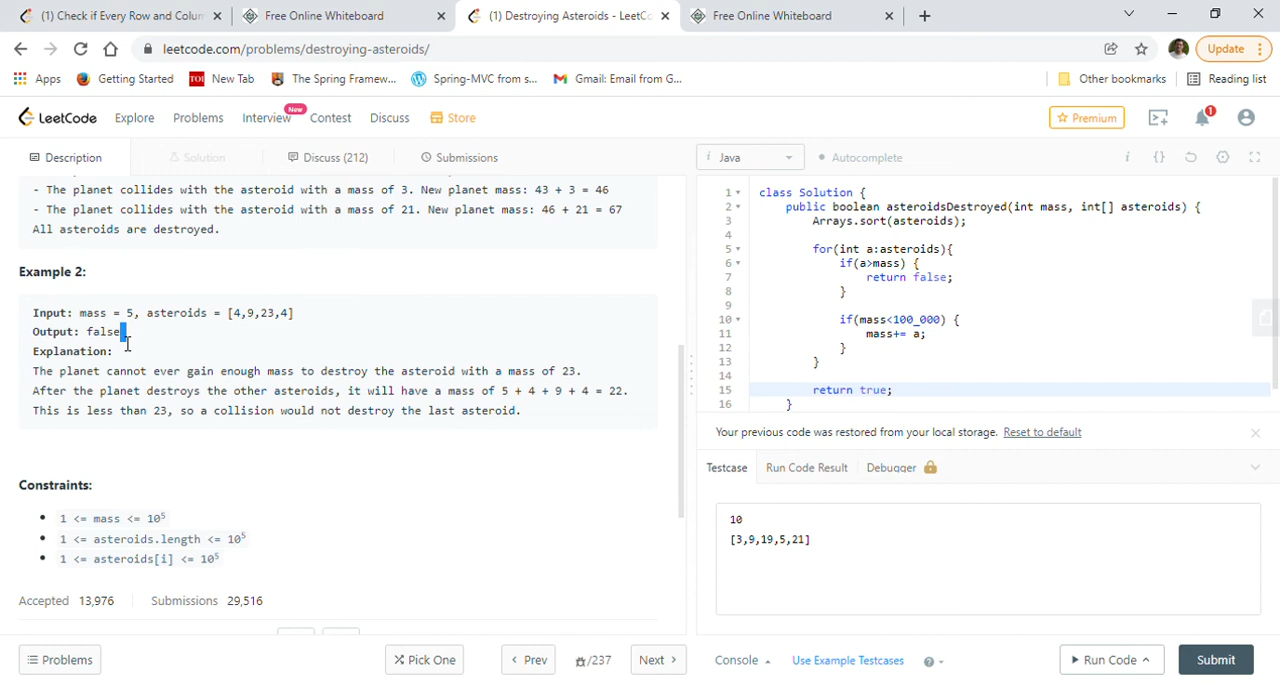 (1) Check if Every Row and Colum
Free Online Whiteboard
(1) Destroying Asteroids - LeetCo
Free Online Whiteboard
leetcode.com/problems/destroying-asteroids/
Update
Apps
Getting Started
New Tab
The Spring Framew...
Spring-MVC from s...
Gmail: Email from G...
Other bookmarks
Reading list
LeetCode
Explore
Problems
Interview
New
Contest
Discuss
Store
Premium
1
Description
Solution
Discuss (212)
Submissions
Java
Autocomplete
- The planet collides with the asteroid with a mass of 3. New planet mass: 43 + 3 = 46
- The planet collides with the asteroid with a mass of 21. New planet mass: 46 + 21 = 67
All asteroids are destroyed.
Example 2:
Input: mass = 5, asteroids = [4,9,23,4]
Output: false
Explanation:
The planet cannot ever gain enough mass to destroy the asteroid with a mass of 23.
After the planet destroys the other asteroids, it will have a mass of 5 + 4 + 9 + 4 = 22.
This is less than 23, so a collision would not destroy the last asteroid.
Constraints:
1 <= mass <= 10⁵
1 <= asteroids.length <= 10⁵
1 <= asteroids[i] <= 10⁵
Accepted 13,976
Submissions 29,516
1 class Solution {
2 public boolean asteroidsDestroyed(int mass, int[] asteroids) {
3 Arrays.sort(asteroids);
4
5 for(int a:asteroids){
6 if(a>mass) {
7 return false;
8 }
9
10 if(mass<100_000) {
11 mass+= a;
12 }
13 }
14
15 return true;
16 }
Your previous code was restored from your local storage. Reset to default
Testcase
Run Code Result
Debugger
10
[3,9,19,5,21]
Problems
Pick One
Prev
/237
Next
Console
Use Example Testcases
Run Code
Submit